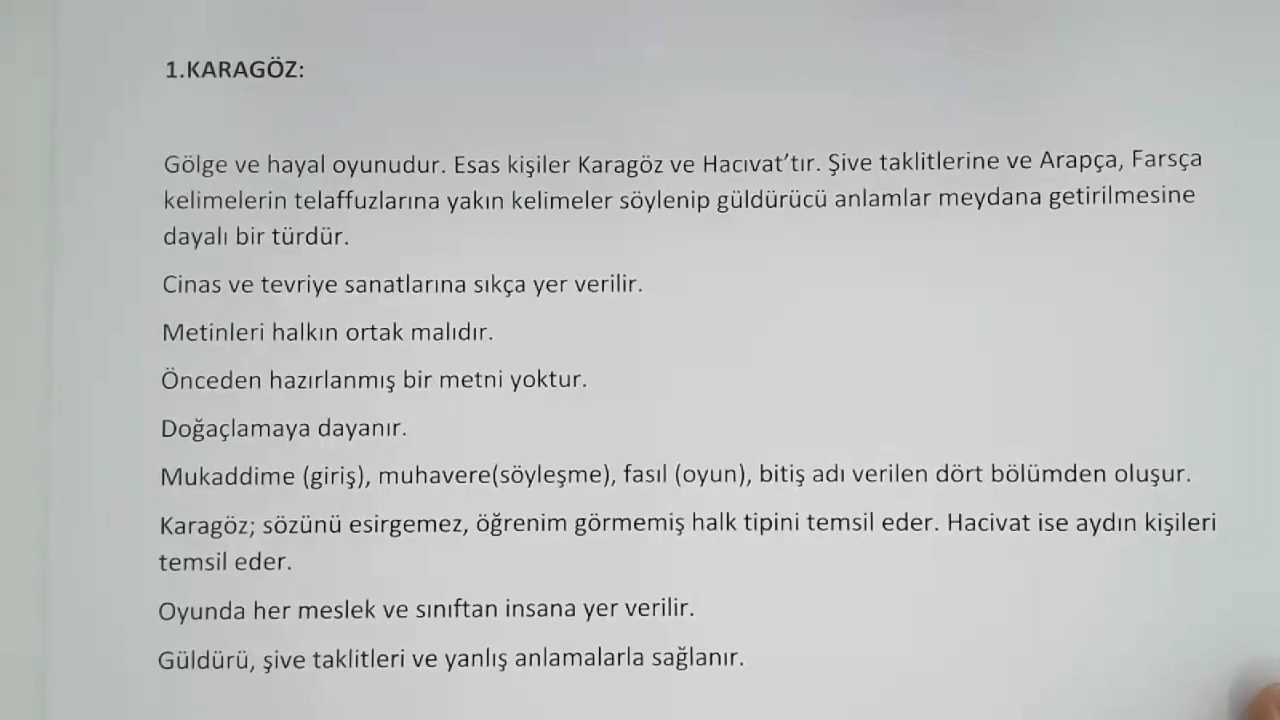 1.KARAGÖZ:
Gölge ve hayal oyunudur. Esas kişiler Karagöz ve Hacıvat’tır. Şive taklitlerine ve Arapça, Farsça
kelimelerin telaffuzlarına yakın kelimeler söylenip güldürücü anlamlar meydana getirilmesine
dayalı bir türdür.
Cinas ve tevriye sanatlarına sıkça yer verilir.
Metinleri halkın ortak malıdır.
Önceden hazırlanmış bir metni yoktur.
Doğaçlamaya dayanır.
Mukaddime (giriş), muhavere(söyleşme), fasıl (oyun), bitiş adı verilen dört bölümden oluşur.
Karagöz; sözünü esirgemez, öğrenim görmemiş halk tipini temsil eder. Hacivat ise aydın kişileri
temsil eder.
Oyunda her meslek ve sınıftan insana yer verilir.
Güldürü, şive taklitleri ve yanlış anlamalarla sağlanır.